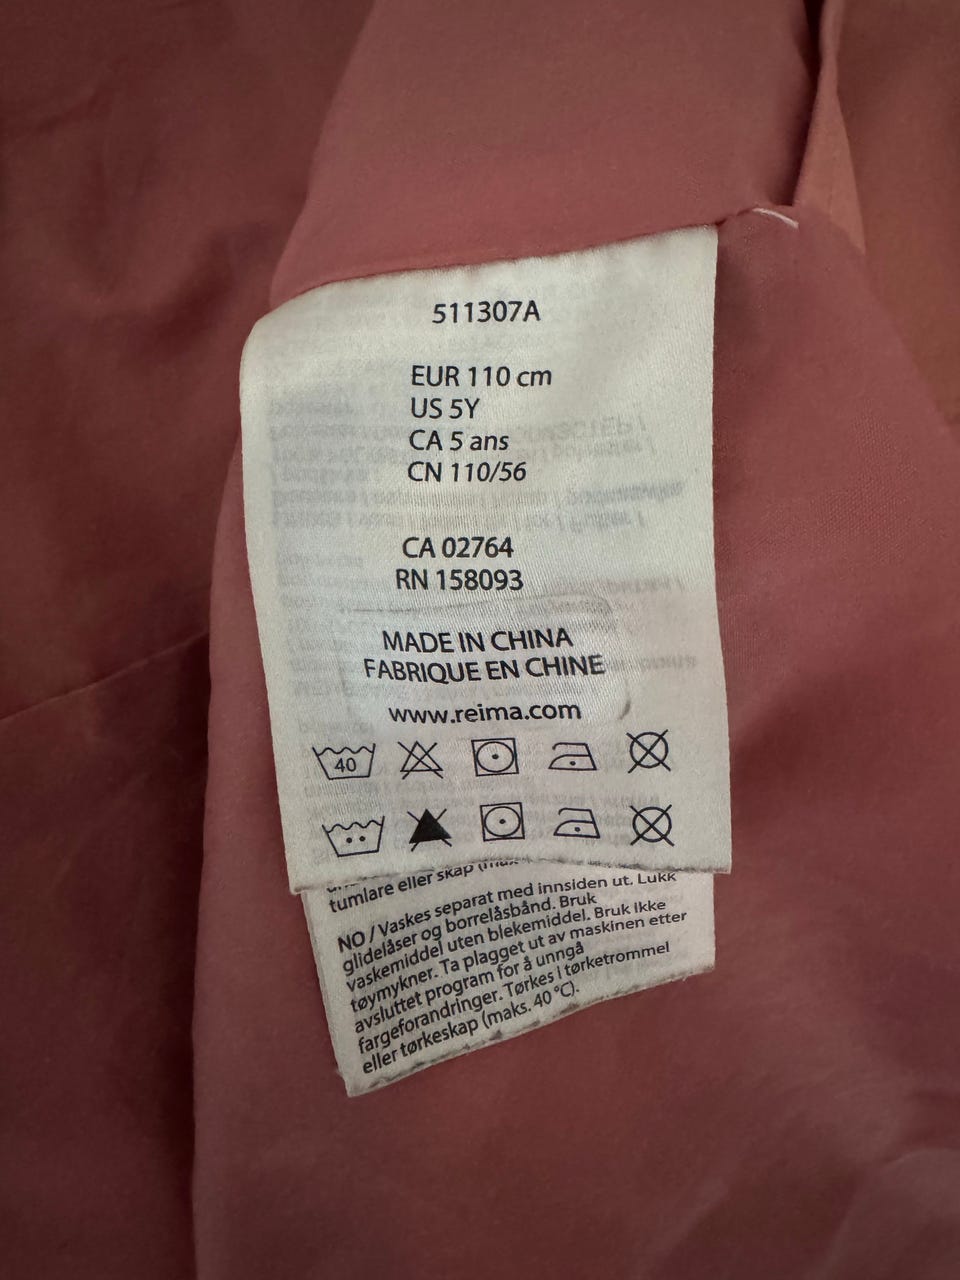 511307A
EUR 110 cm
US 5Y
CA 5 ans
CN 110/56
CA 02764
RN 158093
MADE IN CHINA
FABRIQUE EN CHINE
www.reima.com
40
tumlare eller skap
NO / Vaskes separat med innsiden ut. Lukk
glidelåser og borrelåsbånd. Bruk
vaskemiddel uten blekemiddel. Bruk ikke
tøymykner. Ta plagget ut av maskinen etter
avsluttet program for å unngå
fargeforandringer. Tørkes i tørketrommel
eller tørkeskap (maks. 40 °C).